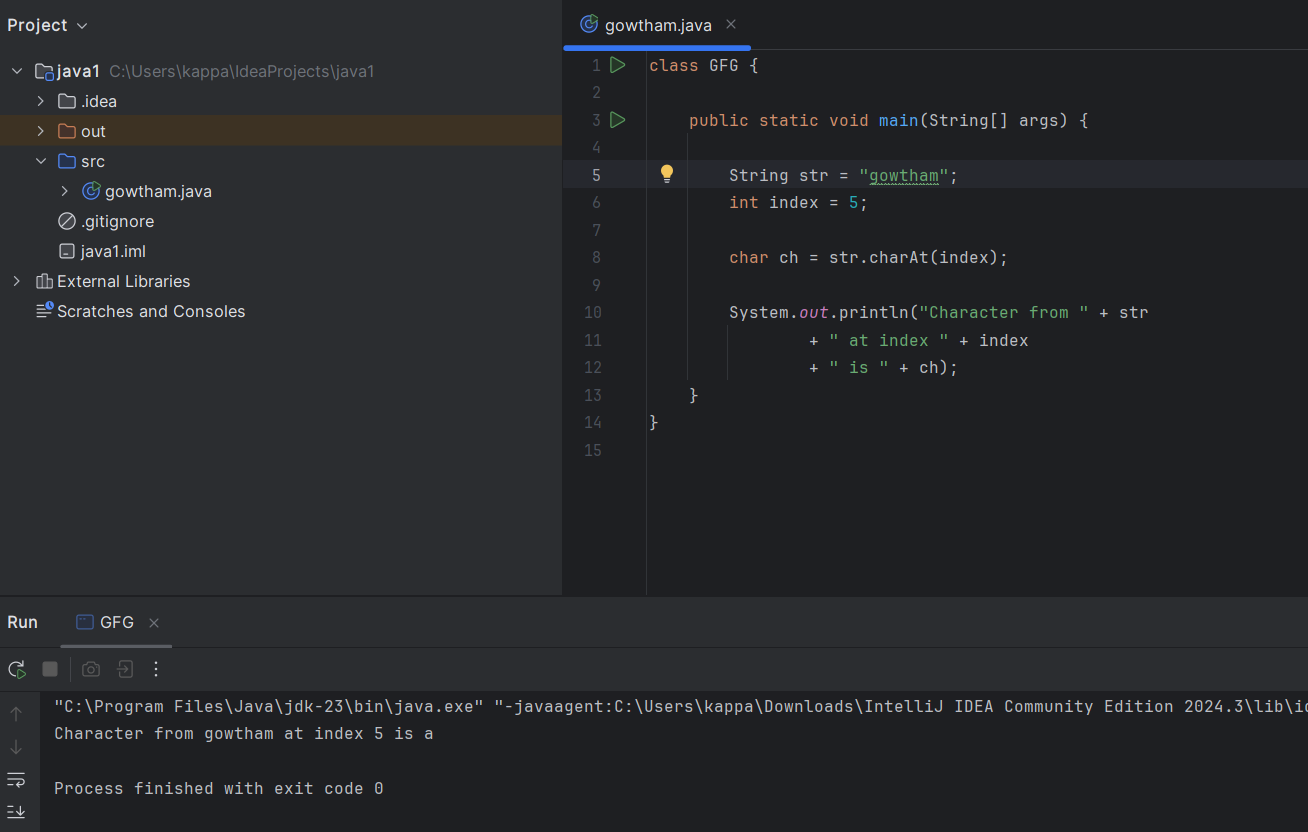 Project
java1 C:\Users\kappa\IdeaProjects\java1
.idea
out
src
gowtham.java
.gitignore
java1.iml
External Libraries
Scratches and Consoles
gowtham.java
1 class GFG {
2
3 public static void main(String[] args) {
4
5 String str = "gowtham";
6 int index = 5;
7
8 char ch = str.charAt(index);
9
10 System.out.println("Character from " + str
11 + " at index " + index
12 + " is " + ch);
13 }
14 }
15
Run GFG
"C:\Program Files\Java\jdk-23\bin\java.exe" "-javaagent:C:\Users\kappa\Downloads\IntelliJ IDEA Community Edition 2024.3\lib\
Character from gowtham at index 5 is a
Process finished with exit code 0